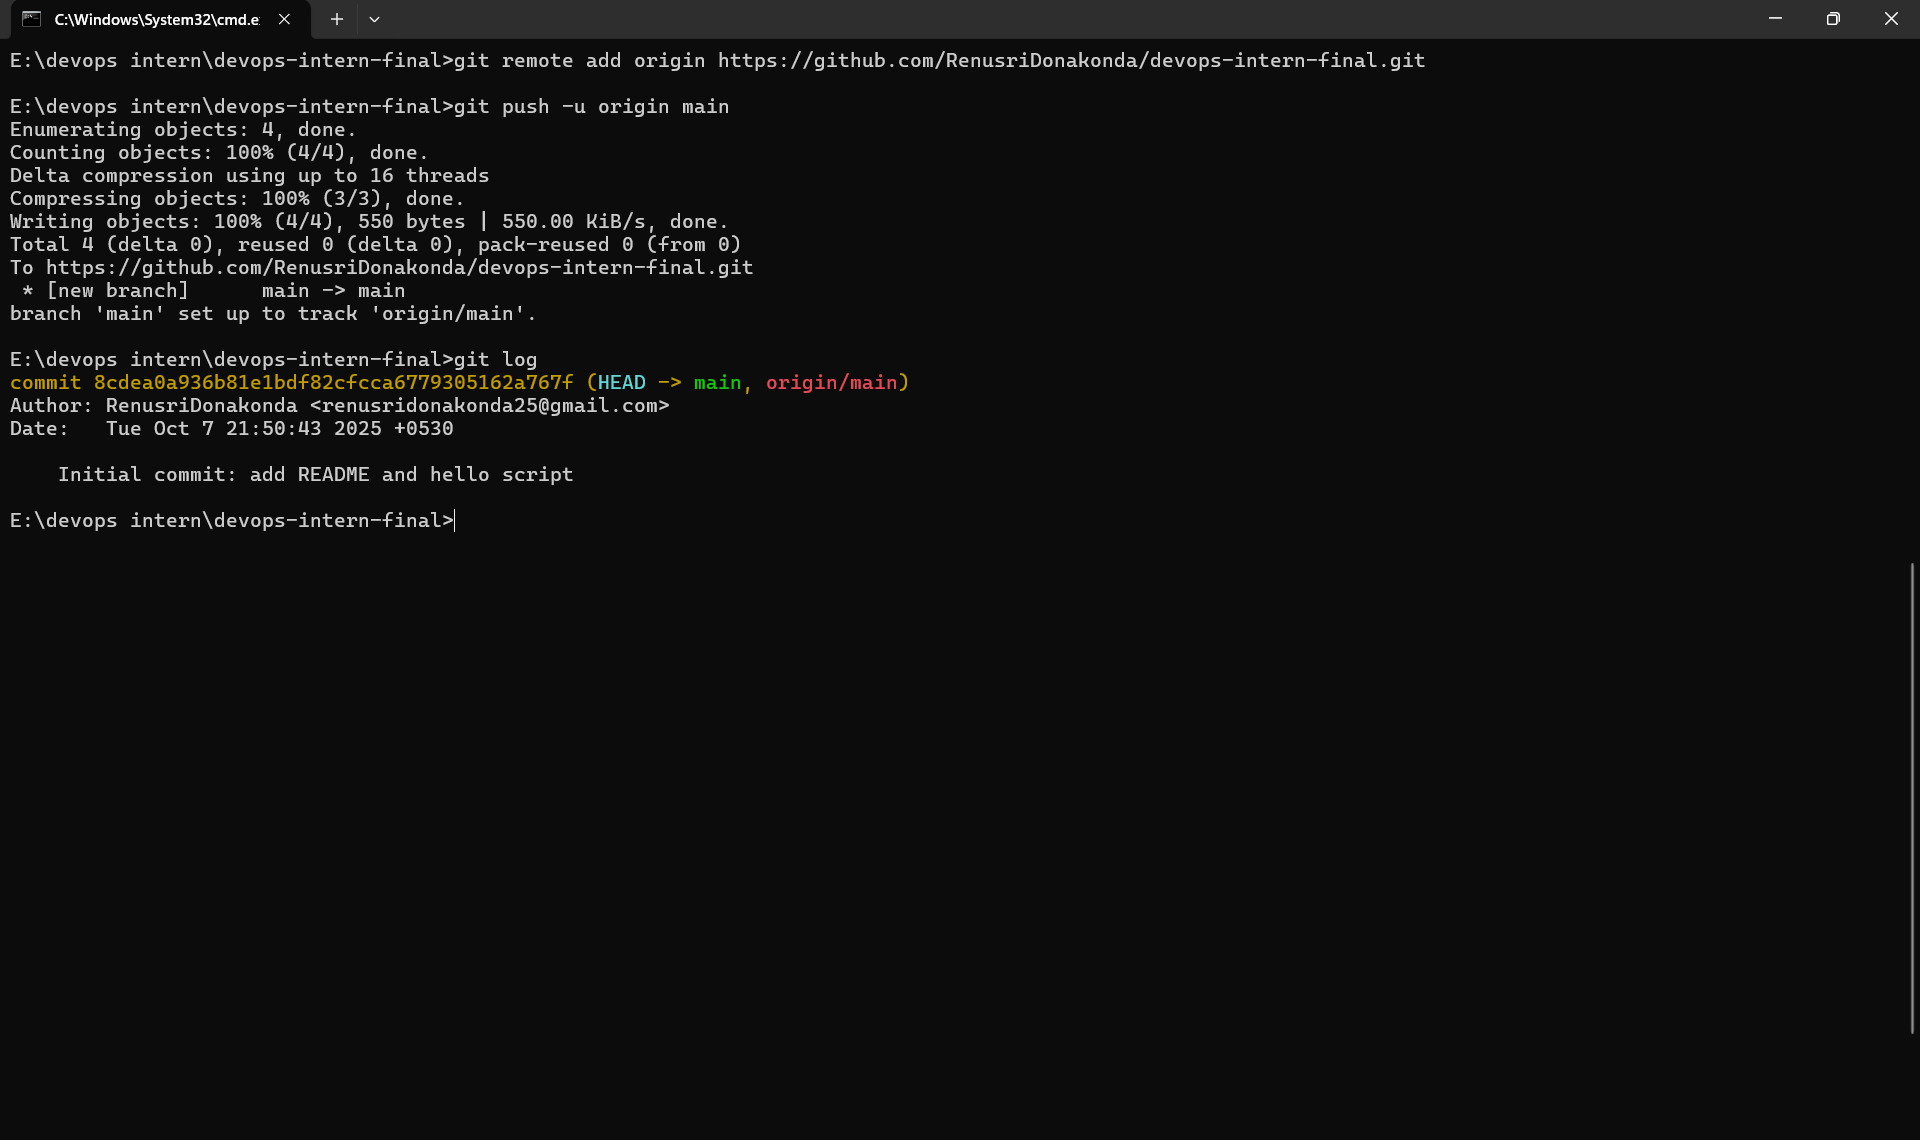 C:\Windows\System32\cmd.e
E:\devops intern\devops-intern-final>git remote add origin https://github.com/RenusriDonakonda/devops-intern-final.git
E:\devops intern\devops-intern-final>git push -u origin main
Enumerating objects: 4, done.
Counting objects: 100% (4/4), done.
Delta compression using up to 16 threads
Compressing objects: 100% (3/3), done.
Writing objects: 100% (4/4), 550 bytes | 550.00 KiB/s, done.
Total 4 (delta 0), reused 0 (delta 0), pack-reused 0 (from 0)
To https://github.com/RenusriDonakonda/devops-intern-final.git
 * [new branch]      main -> main
branch 'main' set up to track 'origin/main'.
E:\devops intern\devops-intern-final>git log
commit 8cdea0a936b81e1bdf82cfcca6779305162a767f (HEAD -> main, origin/main)
Author: RenusriDonakonda <renusridonakonda25@gmail.com>
Date:   Tue Oct 7 21:50:43 2025 +0530
    Initial commit: add README and hello script
E:\devops intern\devops-intern-final>